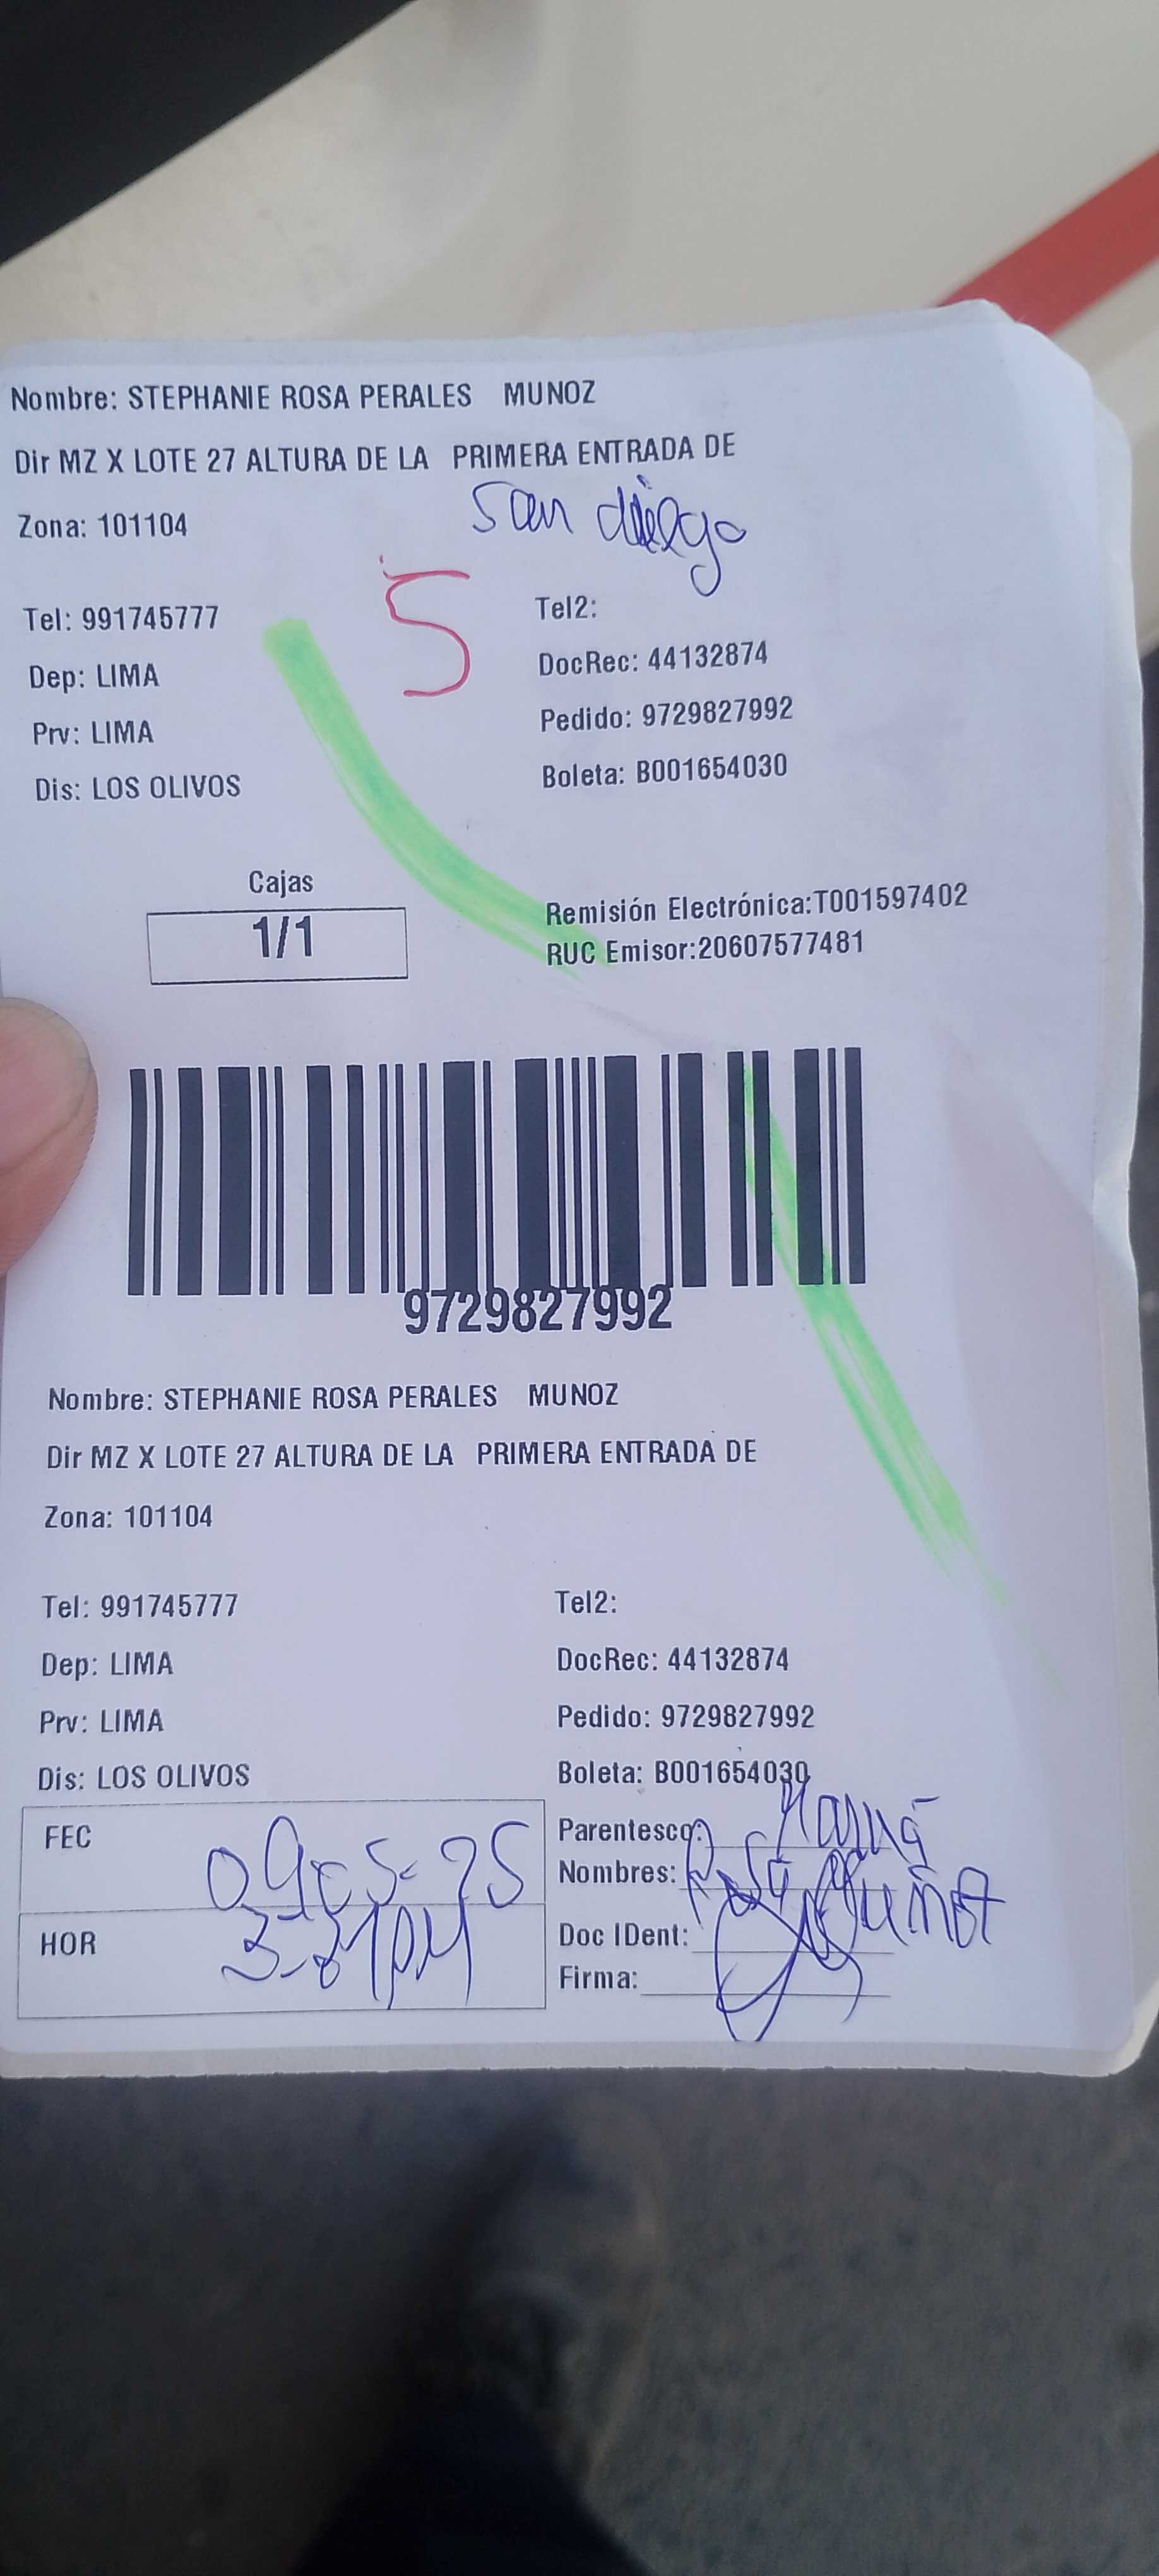 Nombre: STEPHANIE ROSA PERALES MUNOZ
Dir MZ X LOTE 27 ALTURA DE LA PRIMERA ENTRADA DE
San diego
Zona: 101104
5
Tel: 991745777 Tel2:
Dep: LIMA DocRec: 44132874
Prv: LIMA Pedido: 9729827992
Dis: LOS OLIVOS Boleta: B001654030
Cajas
1/1
Remisión Electrónica:T001597402
RUC Emisor:20607577481
9729827992
Nombre: STEPHANIE ROSA PERALES MUNOZ
Dir MZ X LOTE 27 ALTURA DE LA PRIMERA ENTRADA DE
Zona: 101104
Tel: 991745777 Tel2:
Dep: LIMA DocRec: 44132874
Prv: LIMA Pedido: 9729827992
Dis: LOS OLIVOS Boleta: B001654030
FEC Parentesco: Mamá
Nombres: Rosa Muñoz
HOR Doc IDent:
Firma: